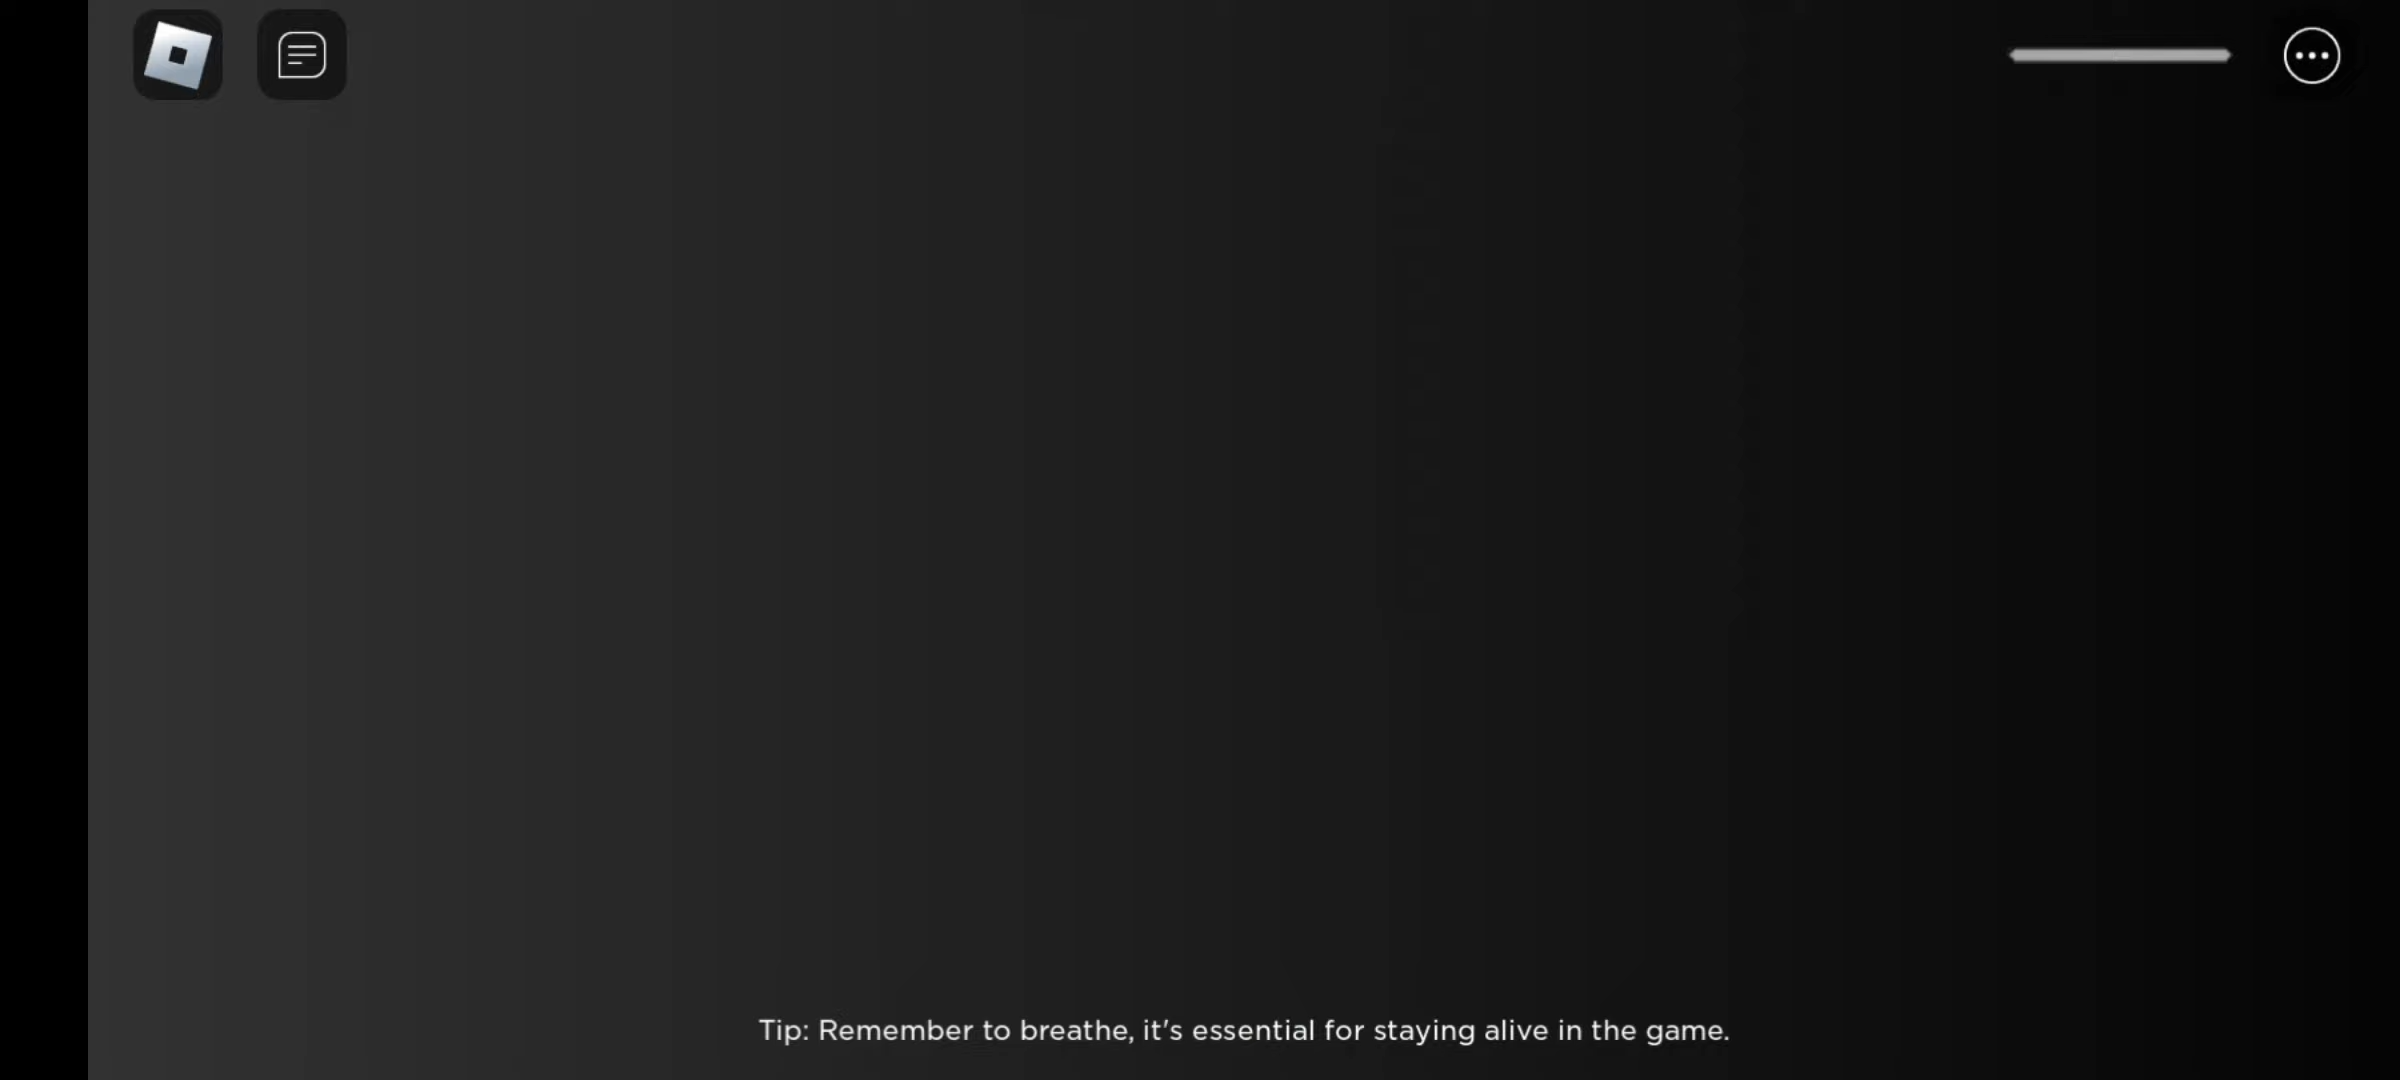 Tip: Remember to breathe, it's essential for staying alive in the game.